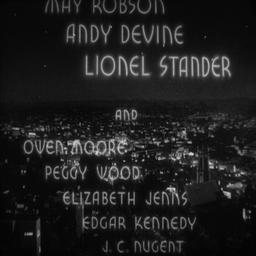 MAY ROBSON
ANDY DEVINE
LIONEL STANDER
AND
OWEN MOORE
PEGGY WOOD
ELIZABETH JENNS
EDGAR KENNEDY
J. C. NUGENT